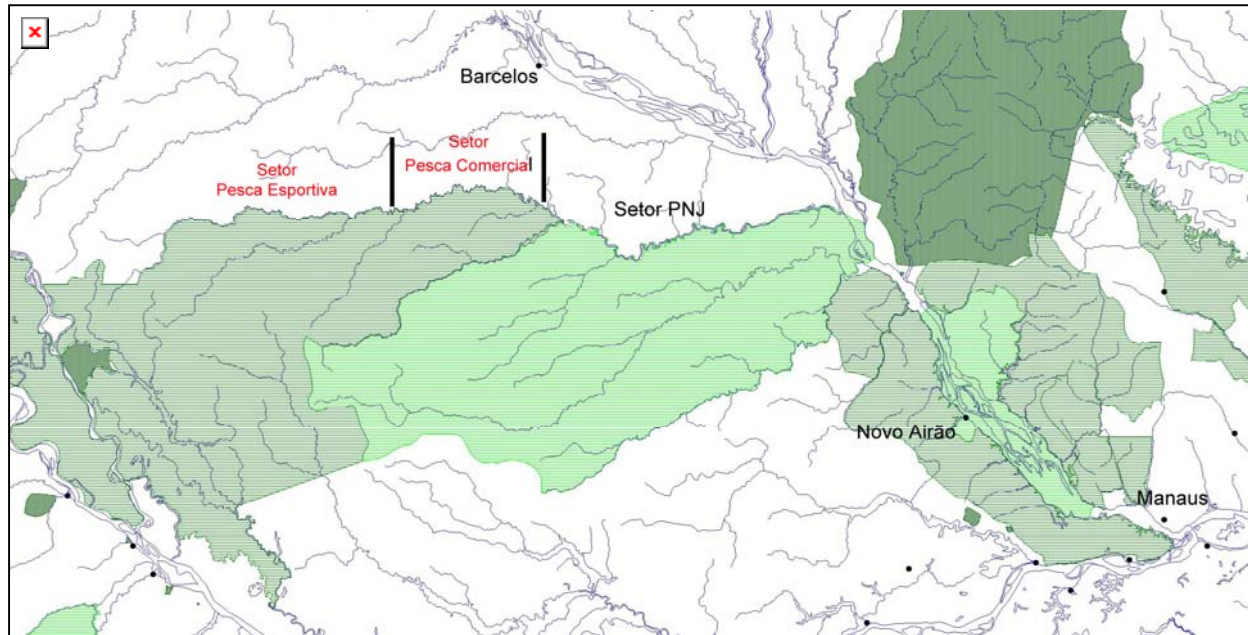 Barcelos
Setor
Pesca Esportiva
Setor
Pesca Comercial
Setor PNJ
Novo Airão
Manaus